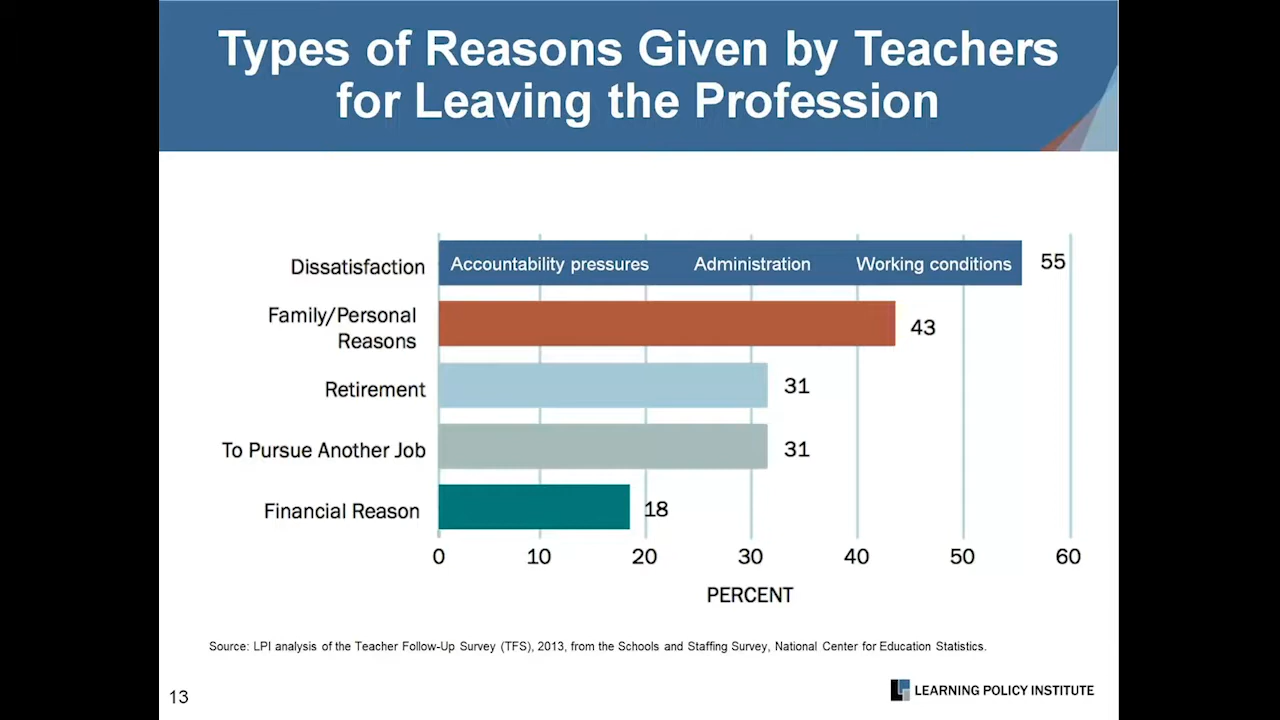 Types of Reasons Given by Teachers
for Leaving the Profession
Dissatisfaction
Accountability pressures Administration Working conditions
55
Family/Personal
Reasons
43
Retirement
31
To Pursue Another Job
31
Financial Reason
18
0 10 20 30 40 50 60
PERCENT
Source: LPI analysis of the Teacher Follow-Up Survey (TFS), 2013, from the Schools and Staffing Survey, National Center for Education Statistics.
13
LEARNING POLICY INSTITUTE